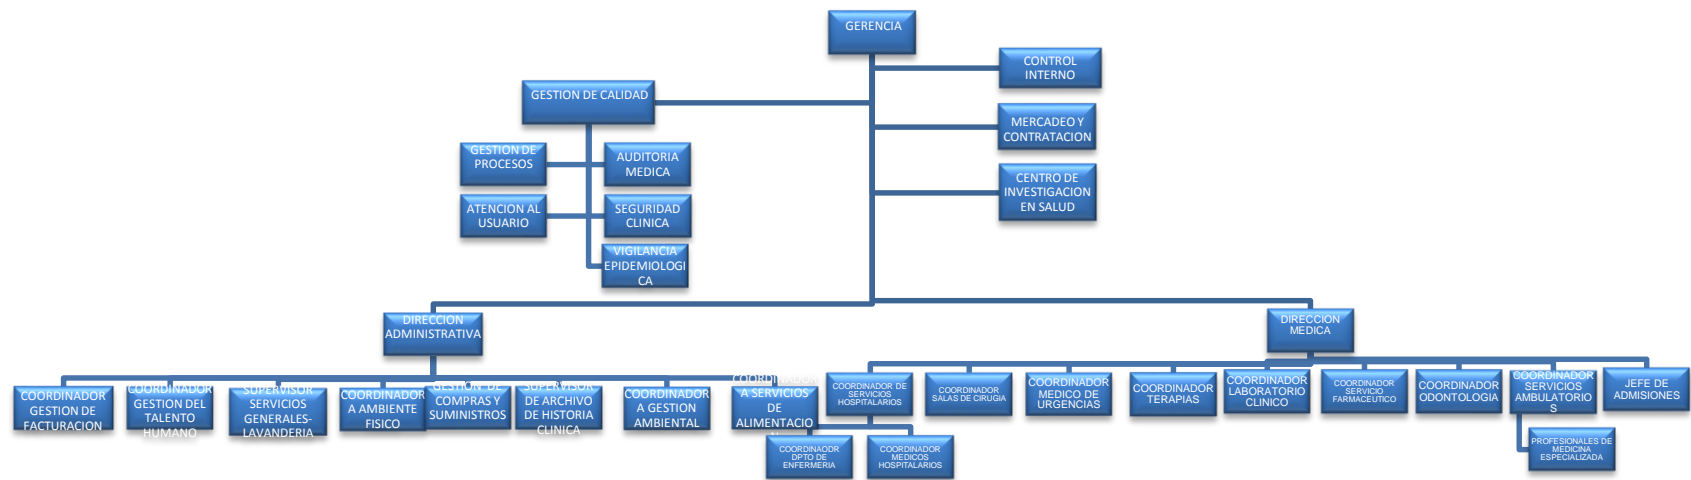 GERENCIA
CONTROL
INTERNO
GESTION DE CALIDAD
MERCADEO Y
CONTRATACION
GESTION DE
PROCESOS
AUDITORIA
MEDICA
CENTRO DE
INVESTIGACION
EN SALUD
ATENCION AL
USUARIO
SEGURIDAD
CLINICA
VIGILANCIA
EPIDEMIOLOGI
CA
DIRECCION
ADMINISTRATIVA
DIRECCION
MEDICA
COORDINADOR
GESTION DE
FACTURACION
COORDINADOR
GESTION DEL
TALENTO
HUMANO
SUPERVISOR
SERVICIOS
GENERALES-
LAVANDERIA
COORDINADOR
A AMBIENTE
FISICO
GESTION DE
COMPRAS Y
SUMINISTROS
SUPERVISOR
DE ARCHIVO
DE HISTORIA
CLINICA
COORDINADOR
A GESTION
AMBIENTAL
COORDINADOR
A SERVICIOS
DE
ALIMENTACIO
N
COORDINADOR DE
SERVICIOS
HOSPITALARIOS
COORDINADOR
SALAS DE CIRUGIA
COORDINADOR
MEDICO DE
URGENCIAS
COORDINADOR
TERAPIAS
COORDINADOR
LABORATORIO
CLINICO
COORDINADOR
SERVICIO
FARMACEUTICO
COORDINADOR
ODONTOLOGIA
COORDINADOR
SERVICIOS
AMBULATORIO
S
JEFE DE
ADMISIONES
COORDINAODR
DPTO DE
ENFERMERIA
COORDINADOR
MEDICOS
HOSPITALARIOS
PROFESIONALES DE
MEDICINA
ESPECIALIZADA